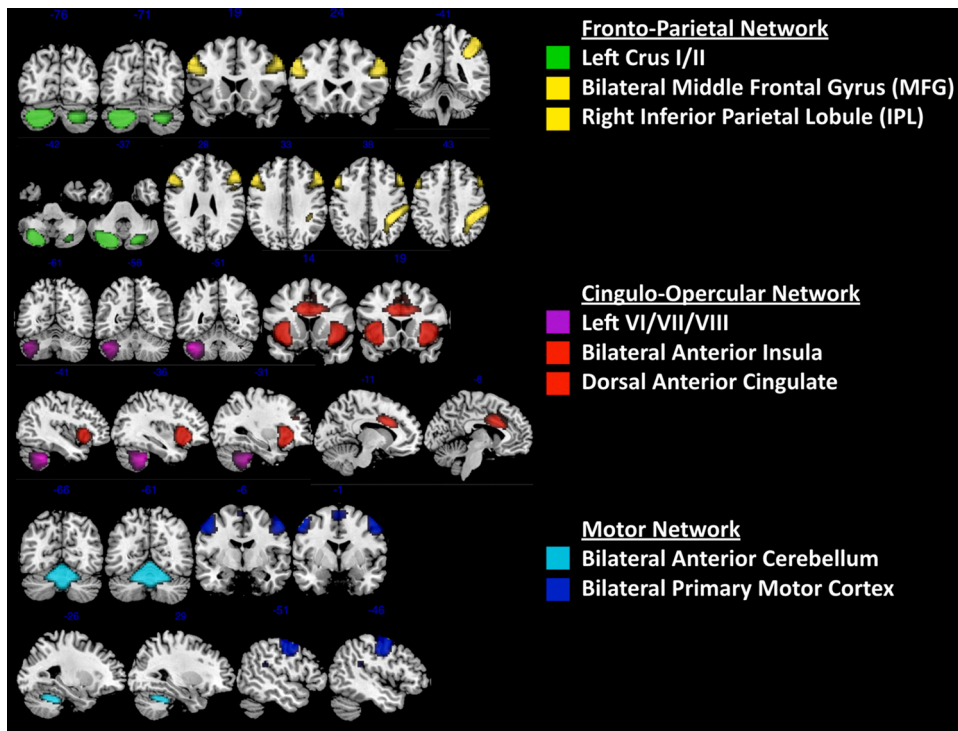 -76 -71 19 24 -41
Fronto-Parietal Network
Left Crus I/II
Bilateral Middle Frontal Gyrus (MFG)
Right Inferior Parietal Lobule (IPL)
-42 -37 28 33 38 43
-61 -56 -51 14 19
Cingulo-Opercular Network
Left VI/VII/VIII
Bilateral Anterior Insula
Dorsal Anterior Cingulate
-41 -36 -31 -11 -6
-66 -61 -6 -1
Motor Network
Bilateral Anterior Cerebellum
Bilateral Primary Motor Cortex
-51 -46